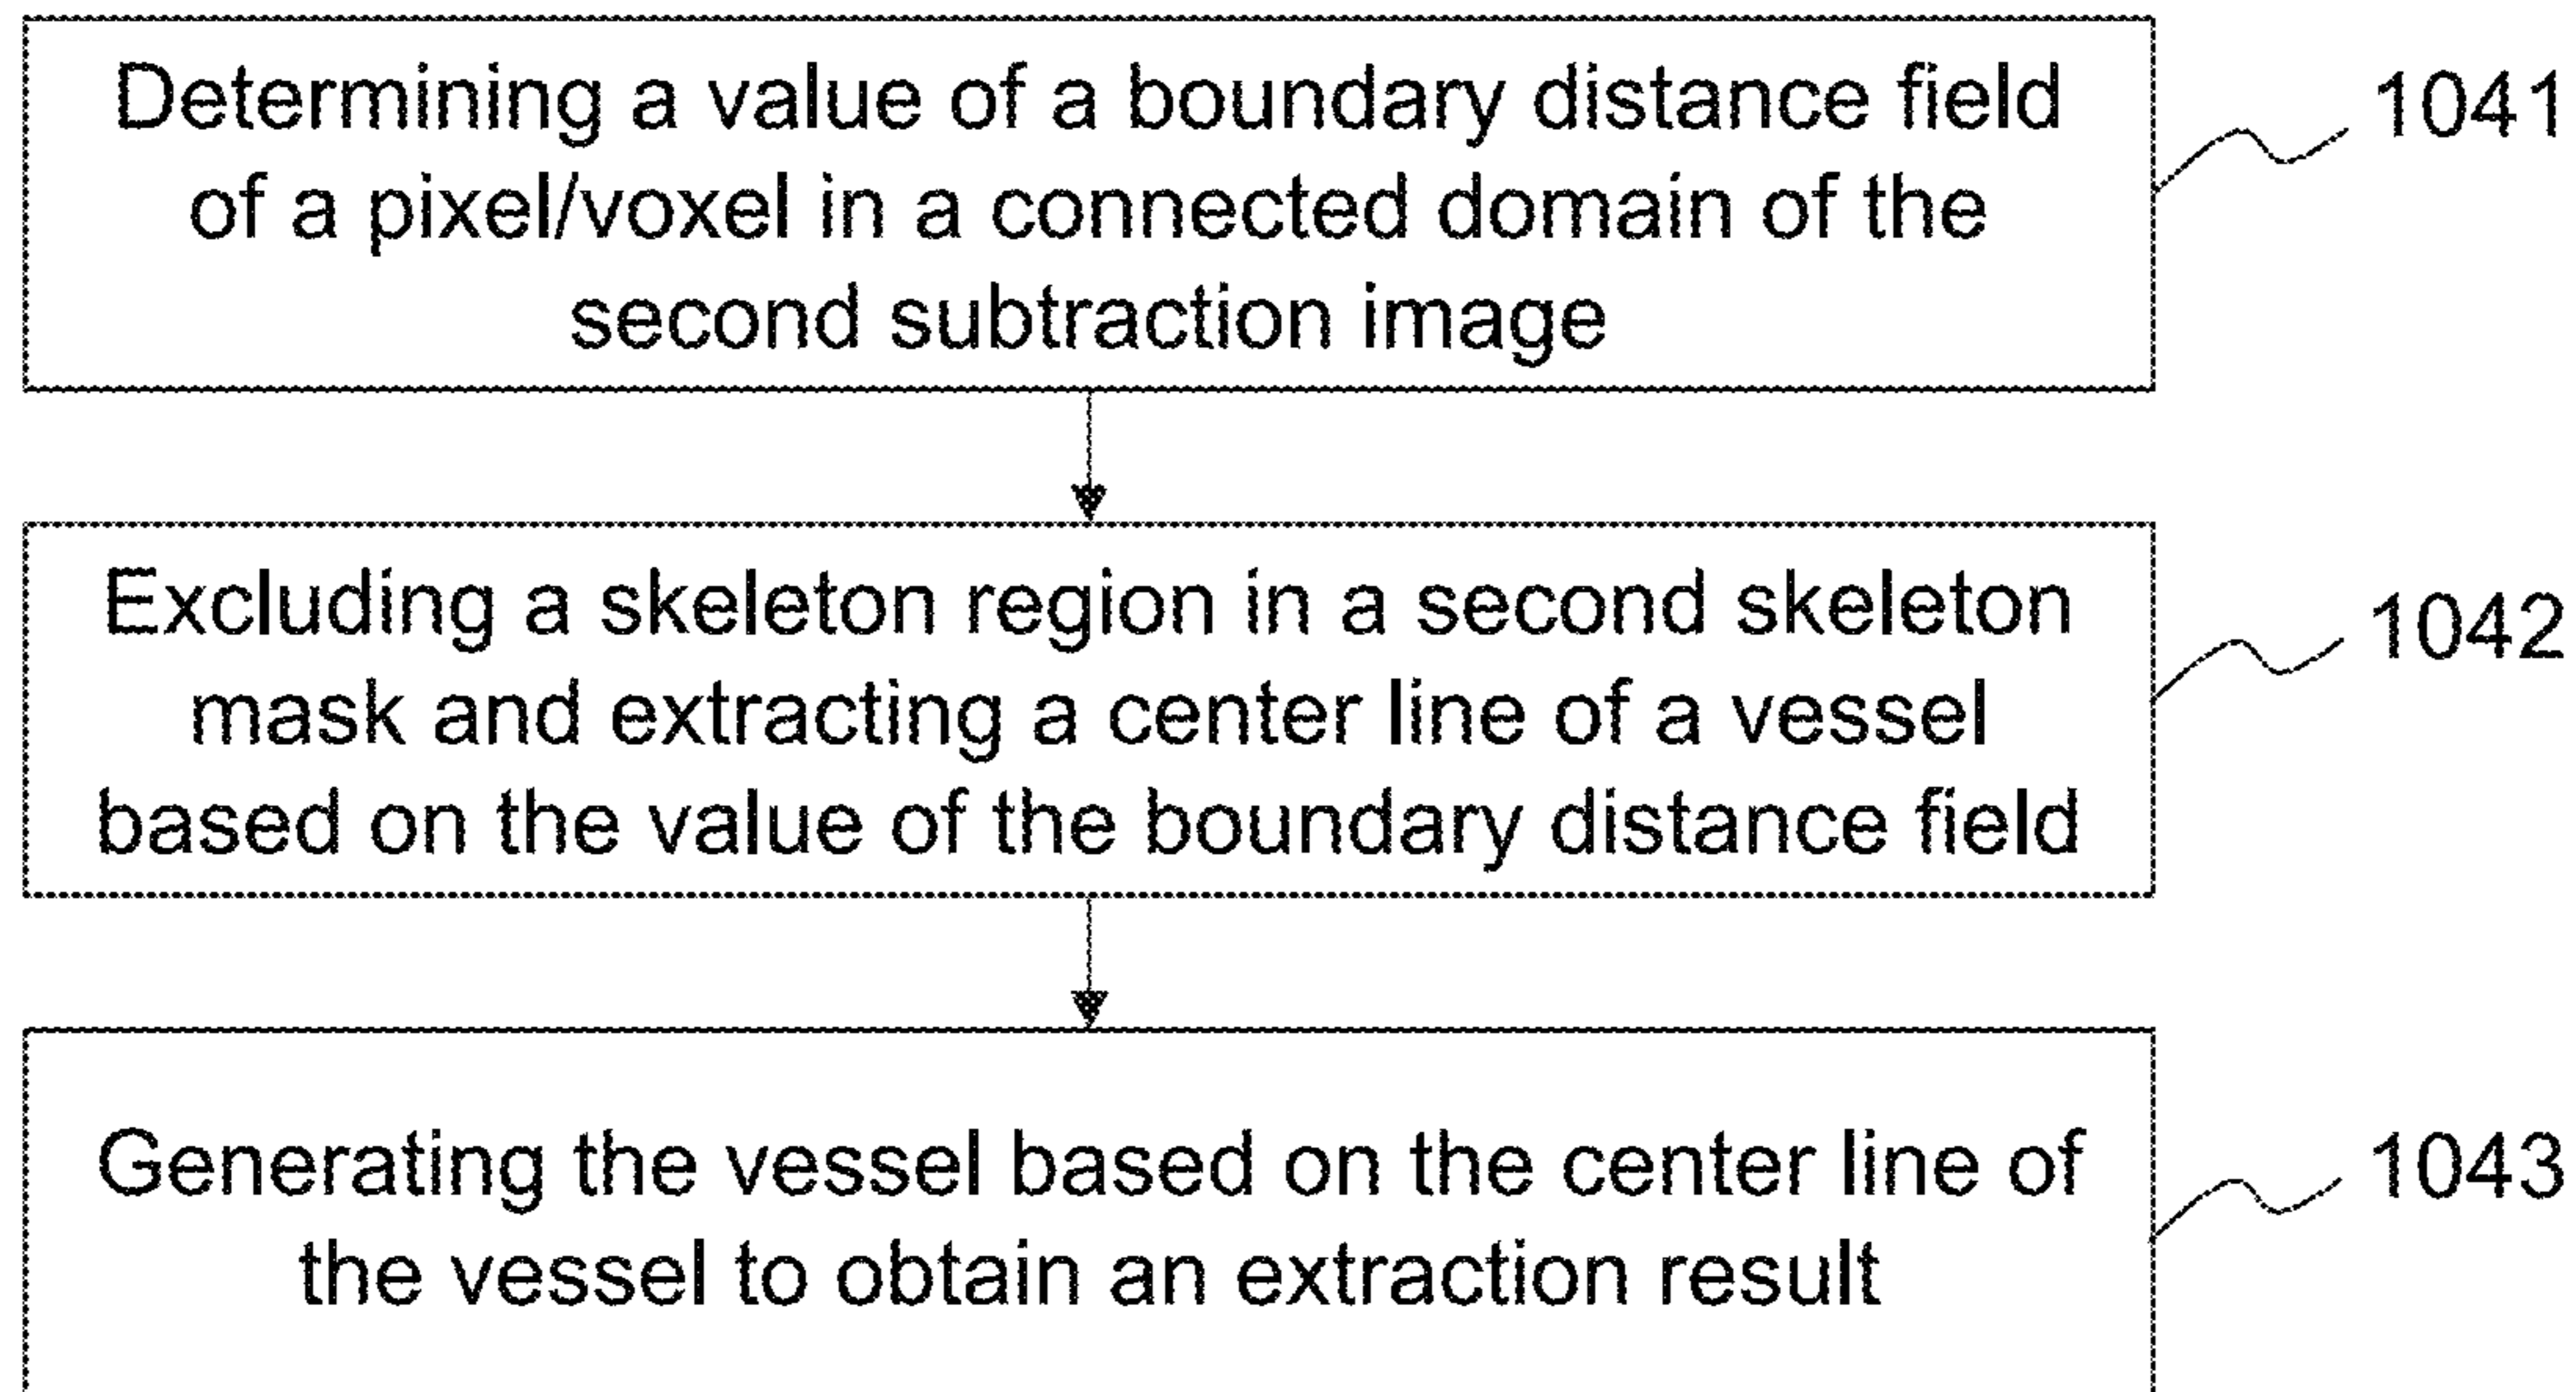 Determining a value of a boundary distance field
of a pixel/voxel in a connected domain of the
second subtraction image
1041
Excluding a skeleton region in a second skeleton
mask and extracting a center line of a vessel
based on the value of the boundary distance field
1042
Generating the vessel based on the center line of
the vessel to obtain an extraction result
1043